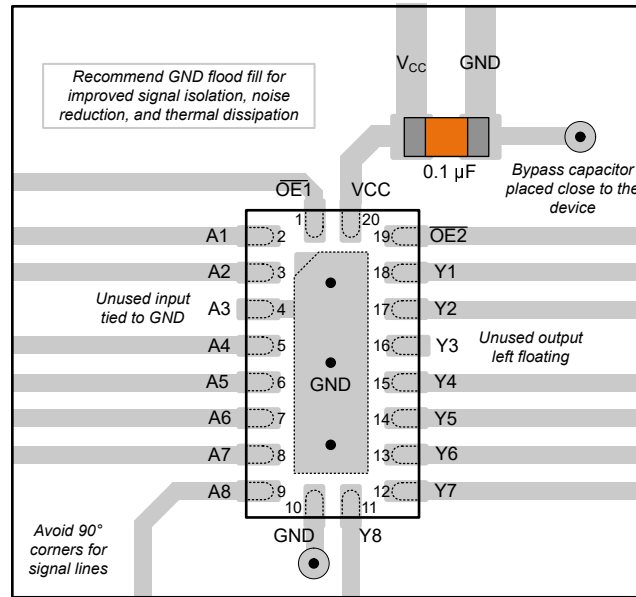 V_CC GND
Recommend GND flood fill for
improved signal isolation, noise
reduction, and thermal dissipation
0.1 µF
Bypass capacitor
placed close to the
device
O̅E̅1̅ VCC
1 20
A1 2 19 O̅E̅2̅
A2 3 18 Y1
A3 4 17 Y2
Unused input
tied to GND
A4 5 16 Y3
Unused output
left floating
A5 6 GND 15 Y4
A6 7 14 Y5
A7 8 13 Y6
A8 9 12 Y7
10 11
GND Y8
Avoid 90°
corners for
signal lines